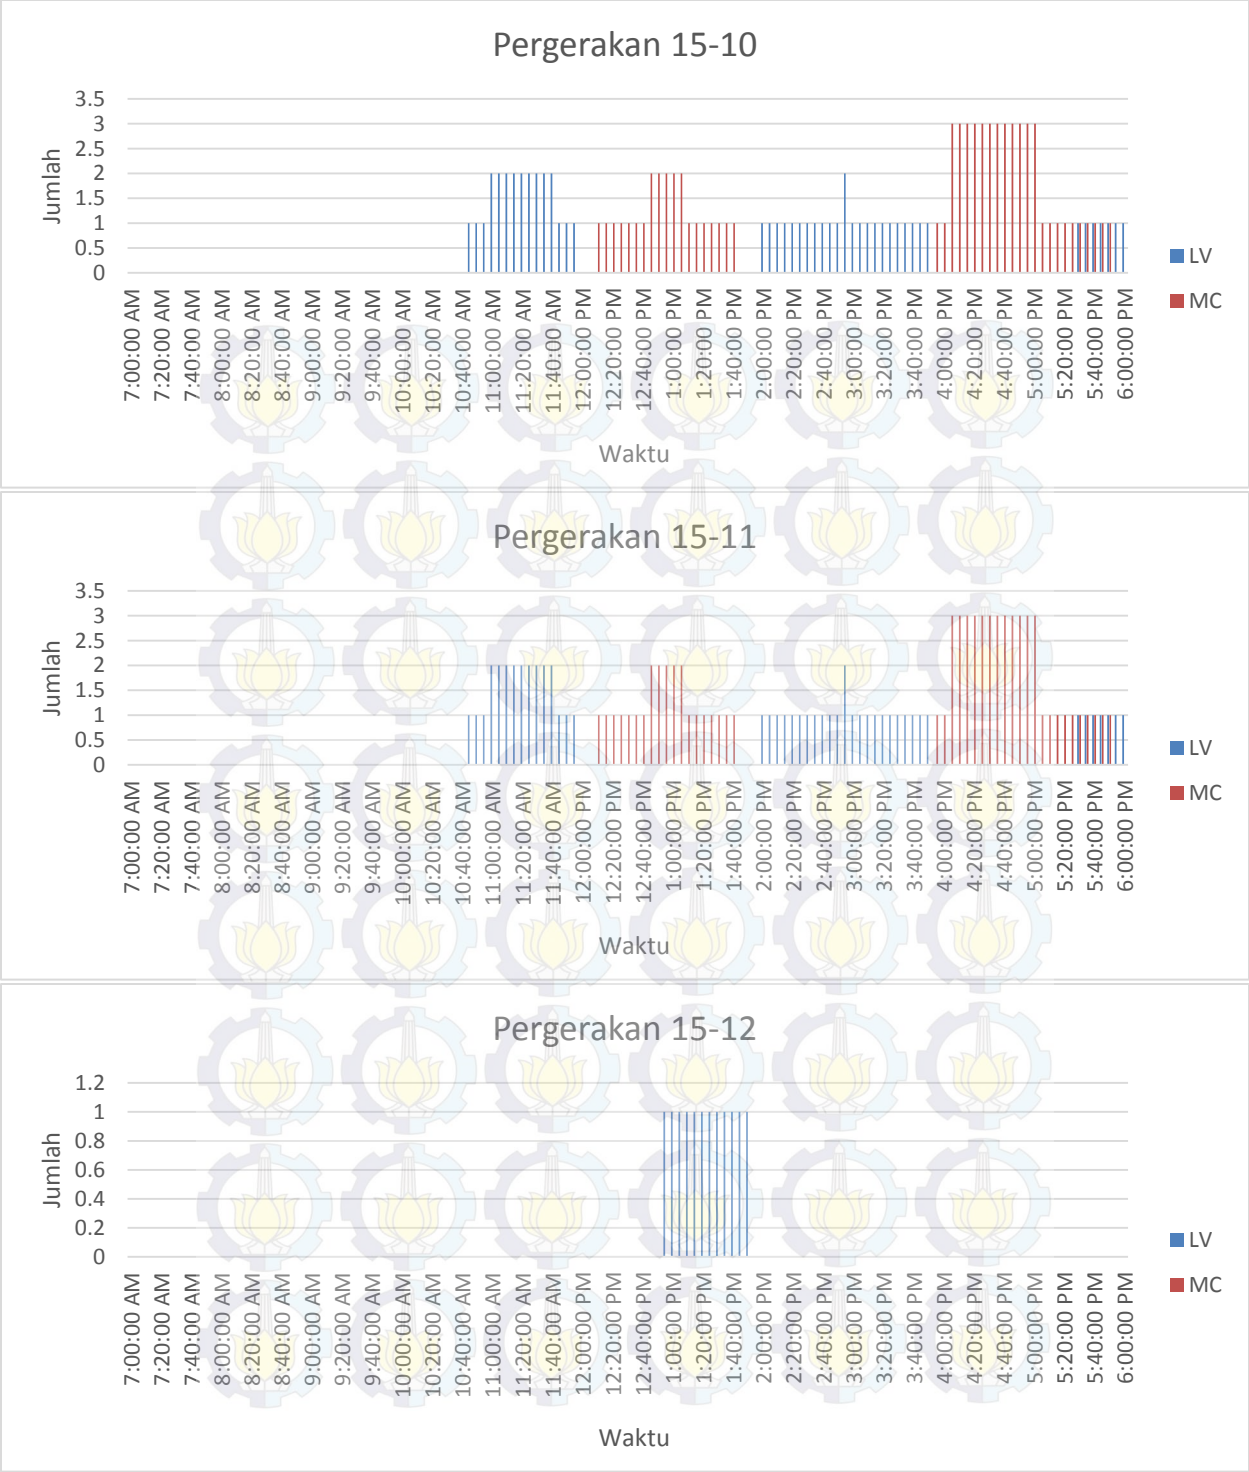 Pergerakan 15-10
3.5
3
2.5
2
1.5
1
0.5
0
Jumlah
7:00:00 AM
7:20:00 AM
7:40:00 AM
8:00:00 AM
8:20:00 AM
8:40:00 AM
9:00:00 AM
9:20:00 AM
9:40:00 AM
10:00:00 AM
10:20:00 AM
10:40:00 AM
11:00:00 AM
11:20:00 AM
11:40:00 AM
12:00:00 PM
12:20:00 PM
12:40:00 PM
1:00:00 PM
1:20:00 PM
1:40:00 PM
2:00:00 PM
2:20:00 PM
2:40:00 PM
3:00:00 PM
3:20:00 PM
3:40:00 PM
4:00:00 PM
4:20:00 PM
4:40:00 PM
5:00:00 PM
5:20:00 PM
5:40:00 PM
6:00:00 PM
Waktu
LV
MC
Pergerakan 15-11
3.5
3
2.5
2
1.5
1
0.5
0
Jumlah
7:00:00 AM
7:20:00 AM
7:40:00 AM
8:00:00 AM
8:20:00 AM
8:40:00 AM
9:00:00 AM
9:20:00 AM
9:40:00 AM
10:00:00 AM
10:20:00 AM
10:40:00 AM
11:00:00 AM
11:20:00 AM
11:40:00 AM
12:00:00 PM
12:20:00 PM
12:40:00 PM
1:00:00 PM
1:20:00 PM
1:40:00 PM
2:00:00 PM
2:20:00 PM
2:40:00 PM
3:00:00 PM
3:20:00 PM
3:40:00 PM
4:00:00 PM
4:20:00 PM
4:40:00 PM
5:00:00 PM
5:20:00 PM
5:40:00 PM
6:00:00 PM
Waktu
LV
MC
Pergerakan 15-12
1.2
1
0.8
0.6
0.4
0.2
0
Jumlah
7:00:00 AM
7:20:00 AM
7:40:00 AM
8:00:00 AM
8:20:00 AM
8:40:00 AM
9:00:00 AM
9:20:00 AM
9:40:00 AM
10:00:00 AM
10:20:00 AM
10:40:00 AM
11:00:00 AM
11:20:00 AM
11:40:00 AM
12:00:00 PM
12:20:00 PM
12:40:00 PM
1:00:00 PM
1:20:00 PM
1:40:00 PM
2:00:00 PM
2:20:00 PM
2:40:00 PM
3:00:00 PM
3:20:00 PM
3:40:00 PM
4:00:00 PM
4:20:00 PM
4:40:00 PM
5:00:00 PM
5:20:00 PM
5:40:00 PM
6:00:00 PM
Waktu
LV
MC